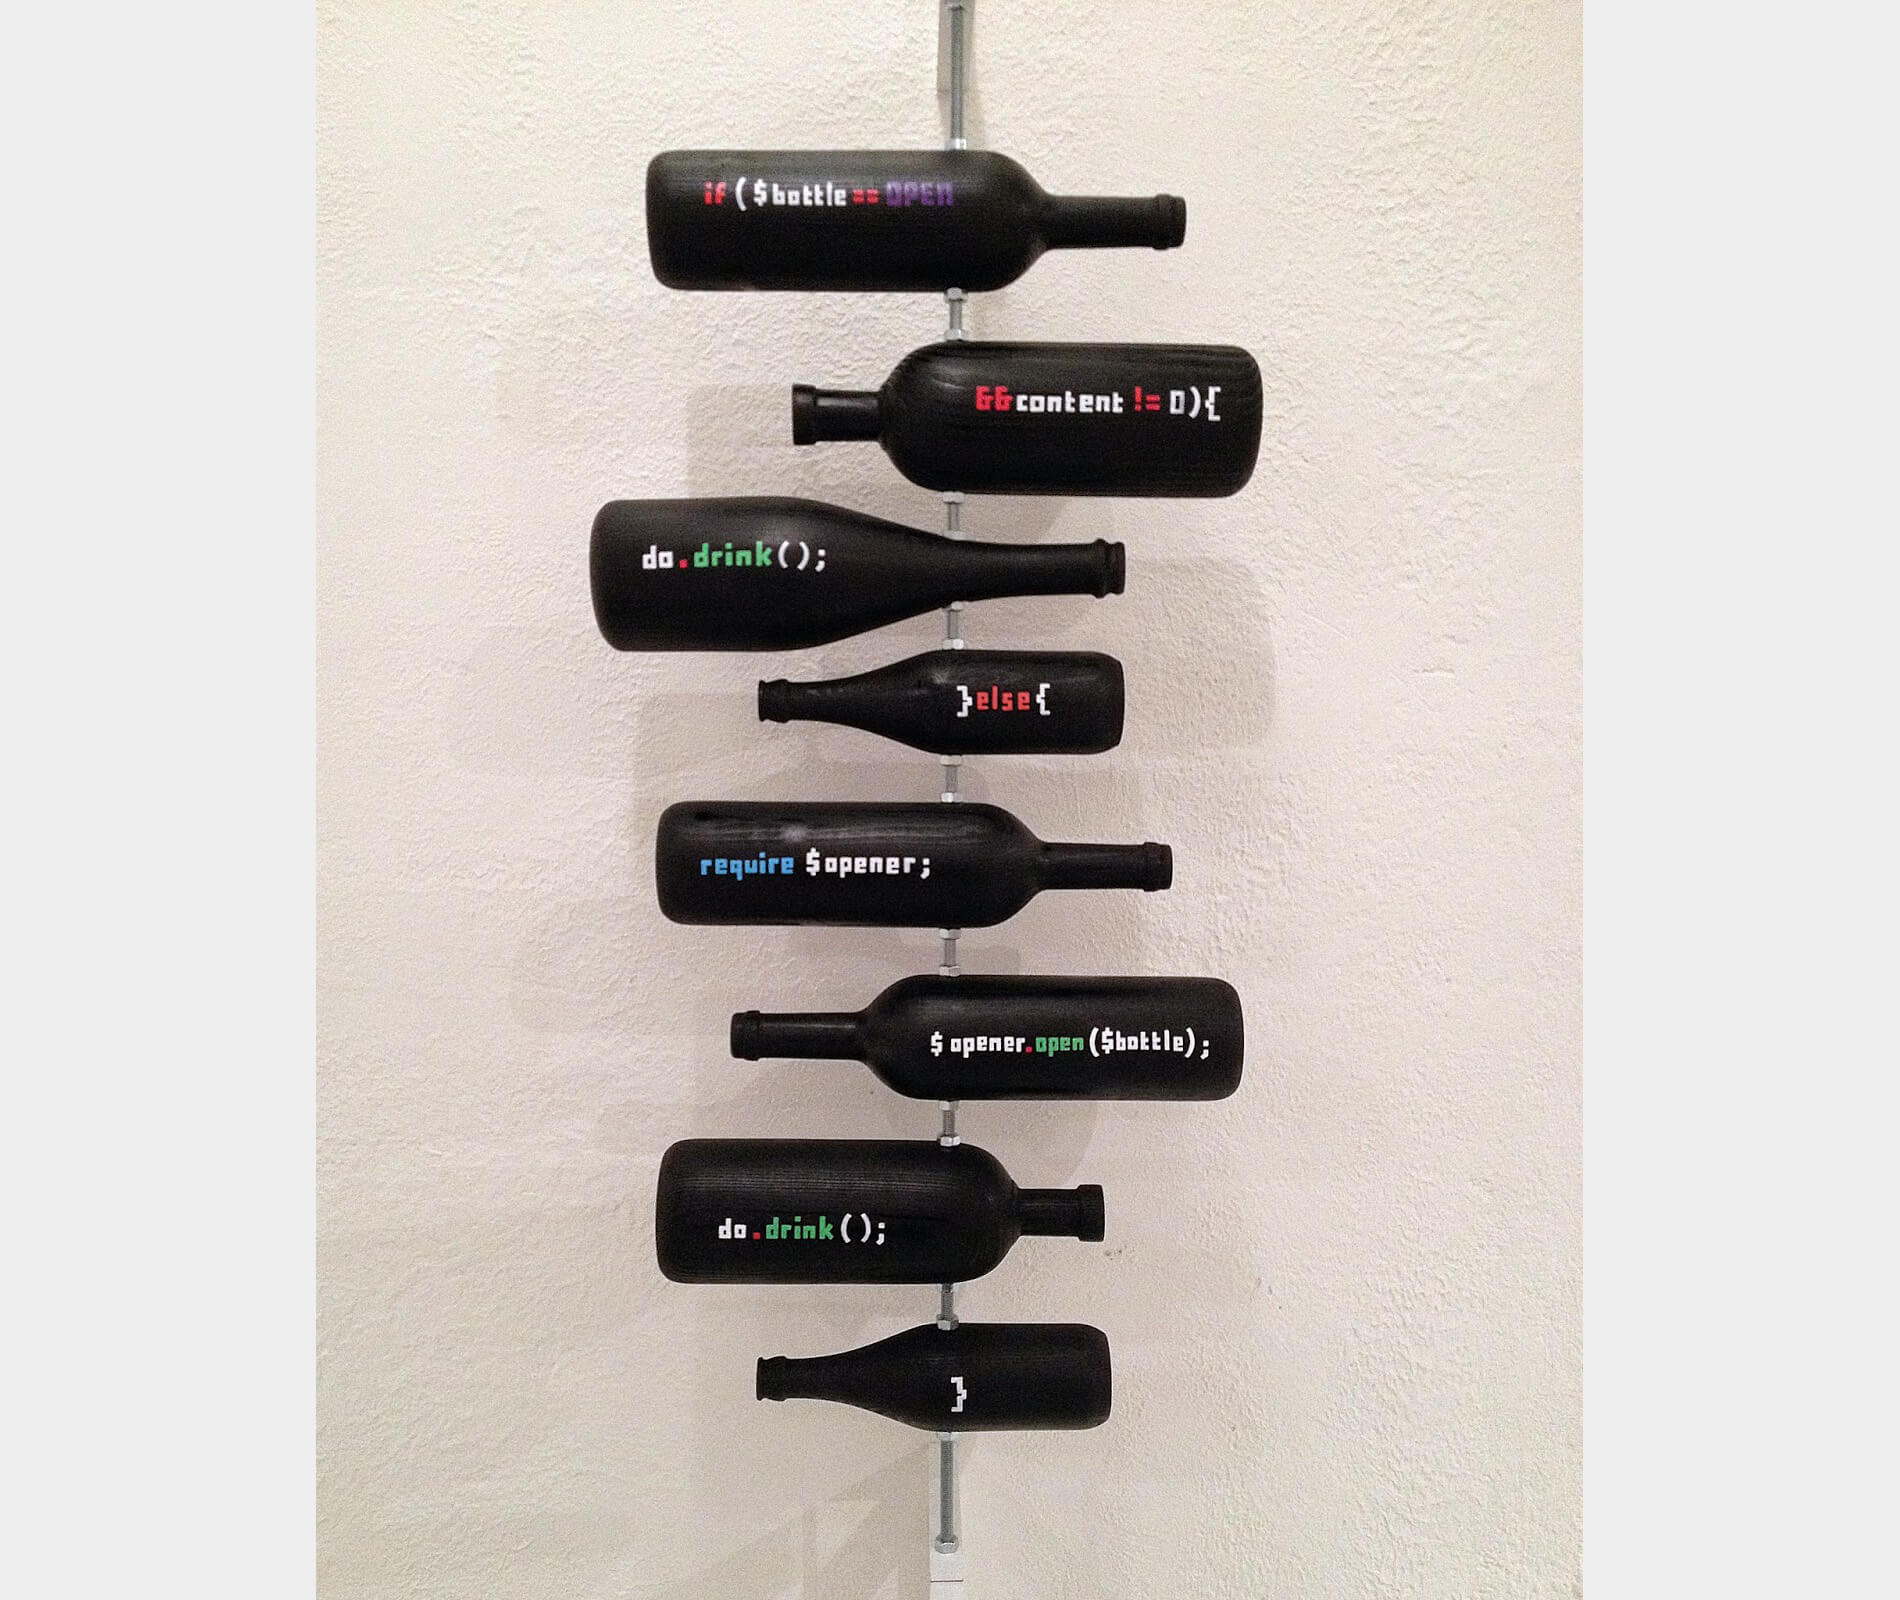 if ($bottle == OPEN
&&content != 0){
do.drink();
}else{
require $opener;
$opener.open($bottle);
do.drink();
}